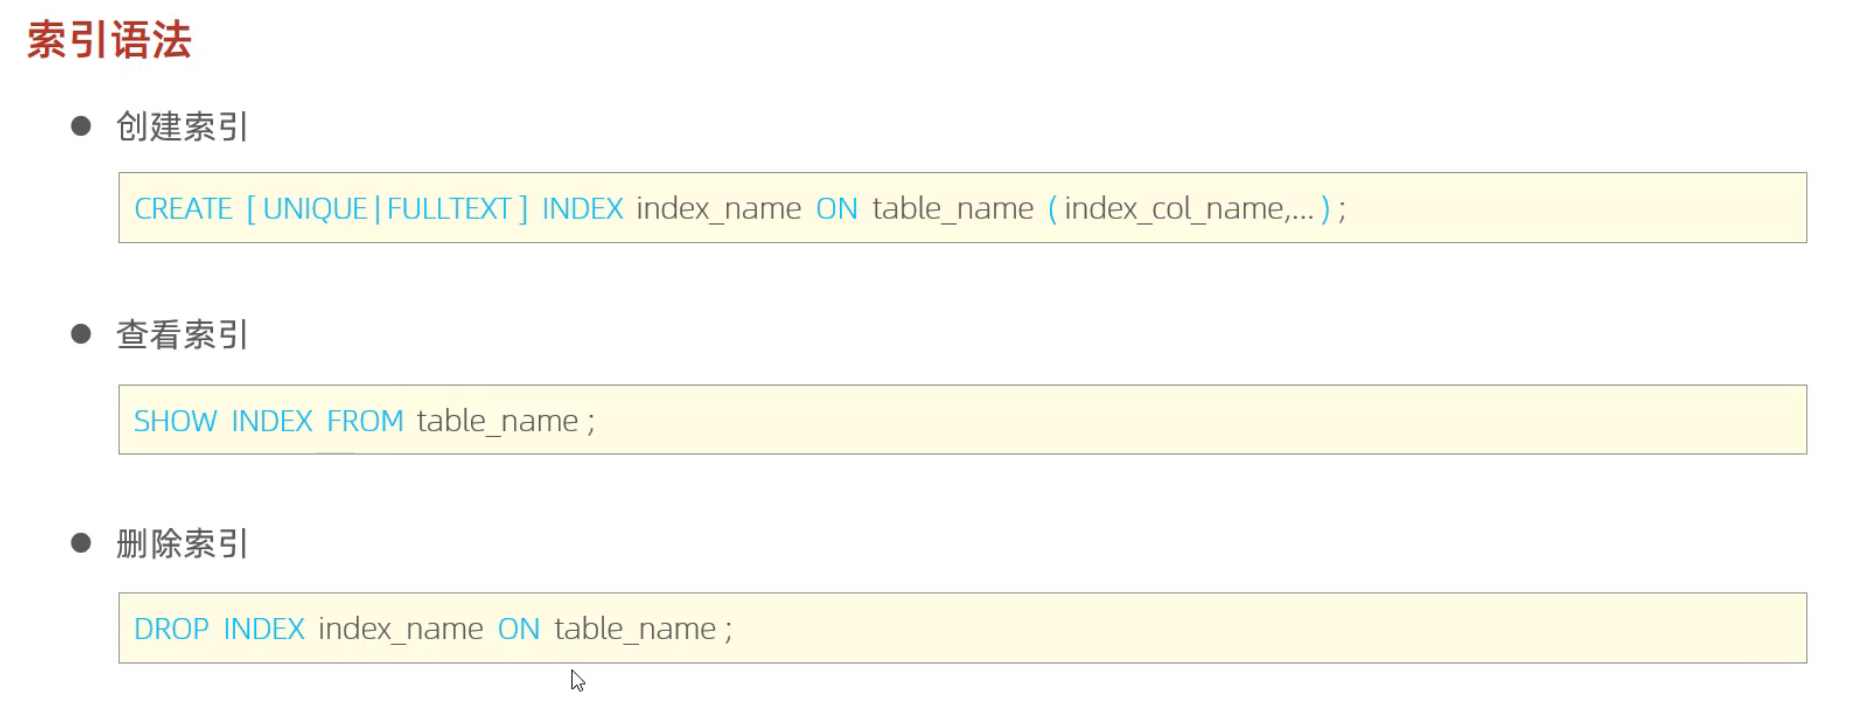 索引语法
创建索引
CREATE [ UNIQUE | FULLTEXT ] INDEX index_name ON table_name ( index_col_name,... ) ;
查看索引
SHOW INDEX FROM table_name ;
删除索引
DROP INDEX index_name ON table_name ;